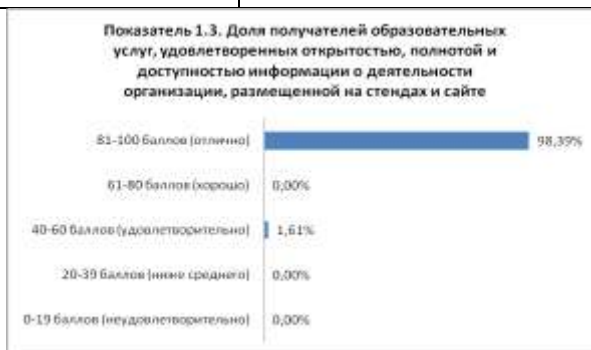 Показатель 1.3. Доля получателей образовательных
услуг, удовлетворенных открытостью, полнотой и
доступностью информации о деятельности
организации, размещенной на стендах и сайте
81-100 баллов (отлично) 98,39%
61-80 баллов (хорошо) 0,00%
40-60 баллов (удовлетворительно) 1,61%
20-39 баллов (ниже среднего) 0,00%
0-19 баллов (неудовлетворительно) 0,00%